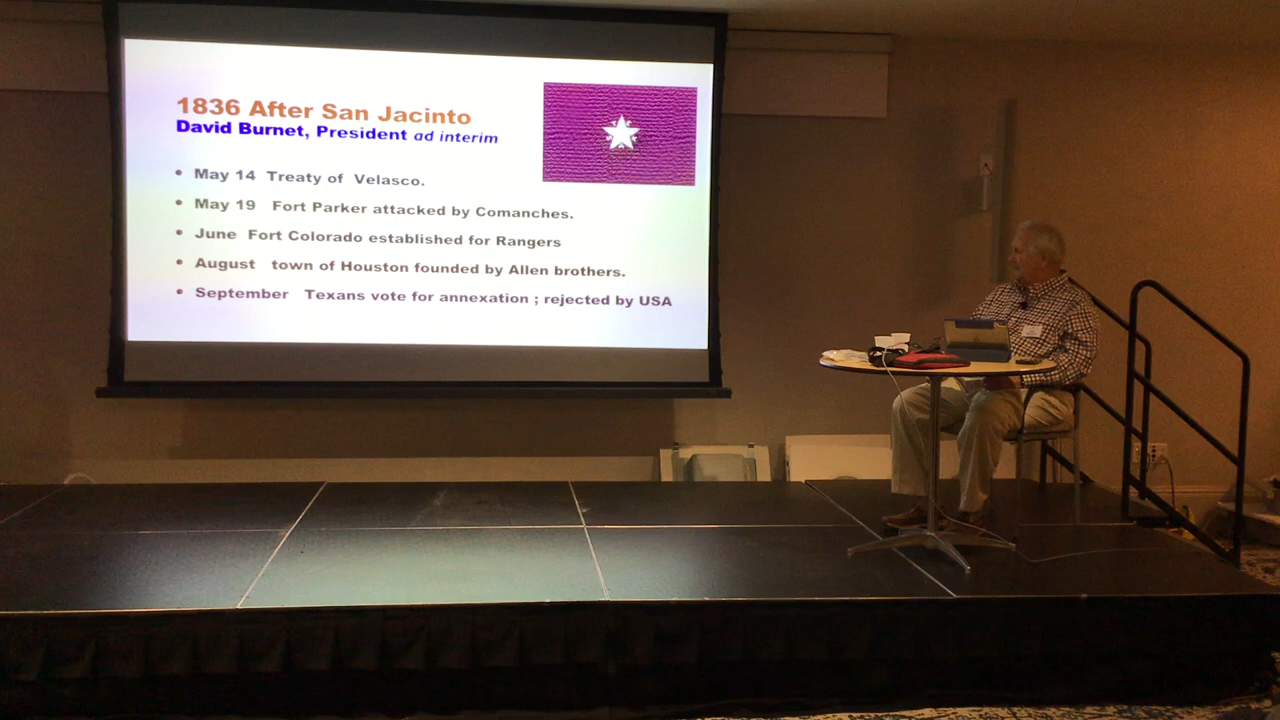 1836 After San Jacinto
David Burnet, President ad interim
• May 14 Treaty of Velasco.
• May 19 Fort Parker attacked by Comanches.
• June Fort Colorado established for Rangers
• August town of Houston founded by Allen brothers.
• September Texans vote for annexation ; rejected by USA